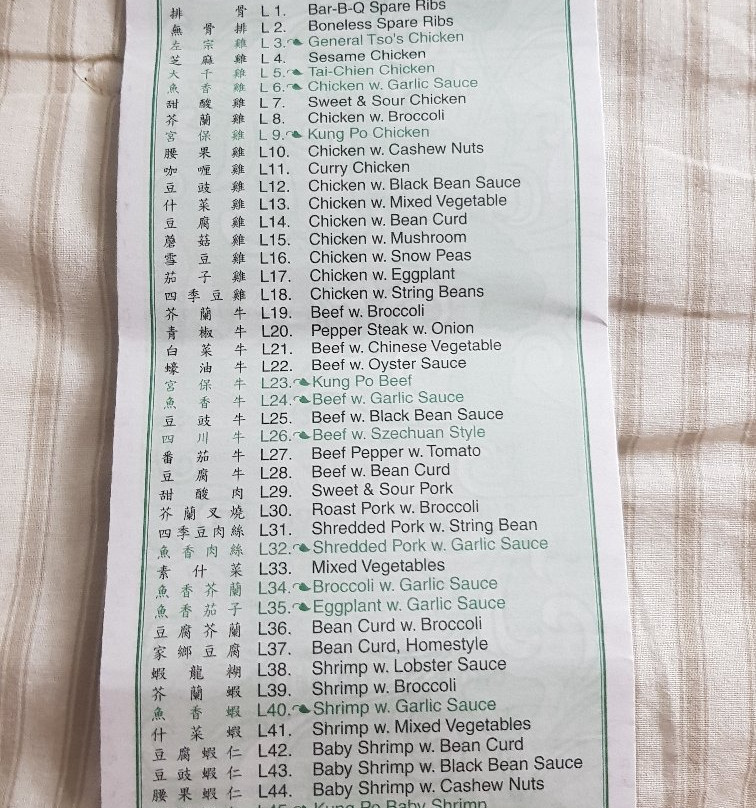 排 骨 L 1. Bar-B-Q Spare Ribs
無 骨 排 L 2. Boneless Spare Ribs
左 宗 雞 L 3. General Tso's Chicken
芝 麻 雞 L 4. Sesame Chicken
大 千 雞 L 5. Tai-Chien Chicken
魚 香 雞 L 6. Chicken w. Garlic Sauce
甜 酸 雞 L 7. Sweet & Sour Chicken
芥 蘭 雞 L 8. Chicken w. Broccoli
宮 保 雞 L 9. Kung Po Chicken
腰 果 雞 L10. Chicken w. Cashew Nuts
咖 喱 雞 L11. Curry Chicken
豆 豉 雞 L12. Chicken w. Black Bean Sauce
什 菜 雞 L13. Chicken w. Mixed Vegetable
豆 腐 雞 L14. Chicken w. Bean Curd
蘑 菇 雞 L15. Chicken w. Mushroom
雪 豆 雞 L16. Chicken w. Snow Peas
茄 子 雞 L17. Chicken w. Eggplant
四 季 豆 雞 L18. Chicken w. String Beans
芥 蘭 牛 L19. Beef w. Broccoli
青 椒 牛 L20. Pepper Steak w. Onion
白 菜 牛 L21. Beef w. Chinese Vegetable
蠔 油 牛 L22. Beef w. Oyster Sauce
宮 保 牛 L23. Kung Po Beef
魚 香 牛 L24. Beef w. Garlic Sauce
豆 豉 牛 L25. Beef w. Black Bean Sauce
四 川 牛 L26. Beef w. Szechuan Style
番 茄 牛 L27. Beef Pepper w. Tomato
豆 腐 牛 L28. Beef w. Bean Curd
甜 酸 肉 L29. Sweet & Sour Pork
芥 蘭 叉 燒 L30. Roast Pork w. Broccoli
四 季 豆 肉 絲 L31. Shredded Pork w. String Bean
魚 香 肉 絲 L32. Shredded Pork w. Garlic Sauce
素 什 菜 L33. Mixed Vegetables
魚 香 芥 蘭 L34. Broccoli w. Garlic Sauce
魚 香 茄 子 L35. Eggplant w. Garlic Sauce
豆 腐 芥 蘭 L36. Bean Curd w. Broccoli
家 鄉 豆 腐 L37. Bean Curd, Homestyle
蝦 龍 糊 L38. Shrimp w. Lobster Sauce
芥 蘭 蝦 L39. Shrimp w. Broccoli
魚 香 蝦 L40. Shrimp w. Garlic Sauce
什 菜 蝦 L41. Shrimp w. Mixed Vegetables
豆 腐 蝦 仁 L42. Baby Shrimp w. Bean Curd
豆 豉 蝦 仁 L43. Baby Shrimp w. Black Bean Sauce
腰 果 蝦 仁 L44. Baby Shrimp w. Cashew Nuts
L45. Kung Po Baby Shrimp